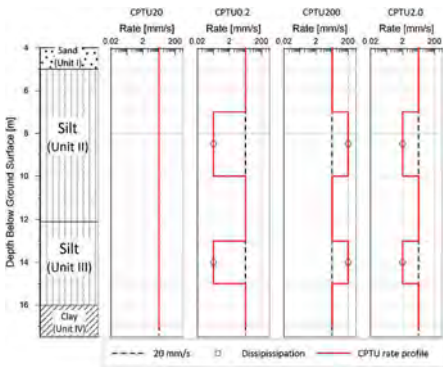 CPTU20 CPTU0.2 CPTU200 CPTU2.0
Rate [mm/s] Rate [mm/s] Rate [mm/s] Rate [mm/s]
0.02 2 200 0.02 2 200 0.02 2 200 0.02 2 200
Depth Below Ground Surface [m]
4
6
8
10
12
14
16
Sand
(Unit I)
Silt
(Unit II)
Silt
(Unit III)
Clay
(Unit IV)
20 mm/s Dissipissation CPTU rate profile